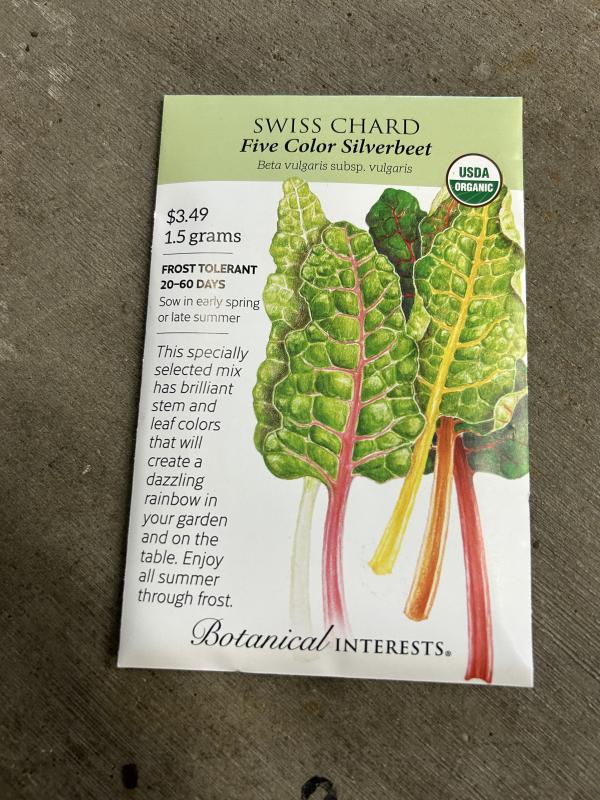 SWISS CHARD
Five Color Silverbeet
Beta vulgaris subsp. vulgaris
USDA
ORGANIC
$3.49
1.5 grams
FROST TOLERANT
20–60 DAYS
Sow in early spring
or late summer
This specially
selected mix
has brilliant
stem and
leaf colors
that will
create a
dazzling
rainbow in
your garden
and on the
table. Enjoy
all summer
through frost.
Botanical INTERESTS®